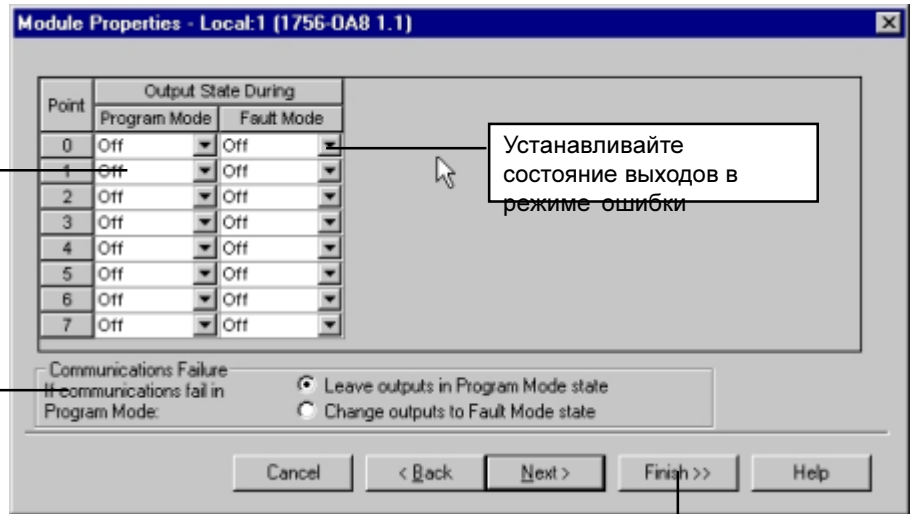 Module Properties - Local:1 (1756-OA8 1.1)
Point
Output State During
Program Mode Fault Mode
0 Off Off
1 Off Off
2 Off Off
3 Off Off
4 Off Off
5 Off Off
6 Off Off
7 Off Off
Устанавливайте
состояние выходов в
режиме ошибки
Communications Failure
If communications fail in
Program Mode:
Leave outputs in Program Mode state
Change outputs to Fault Mode state
Cancel
< Back
Next >
Finish >>
Help